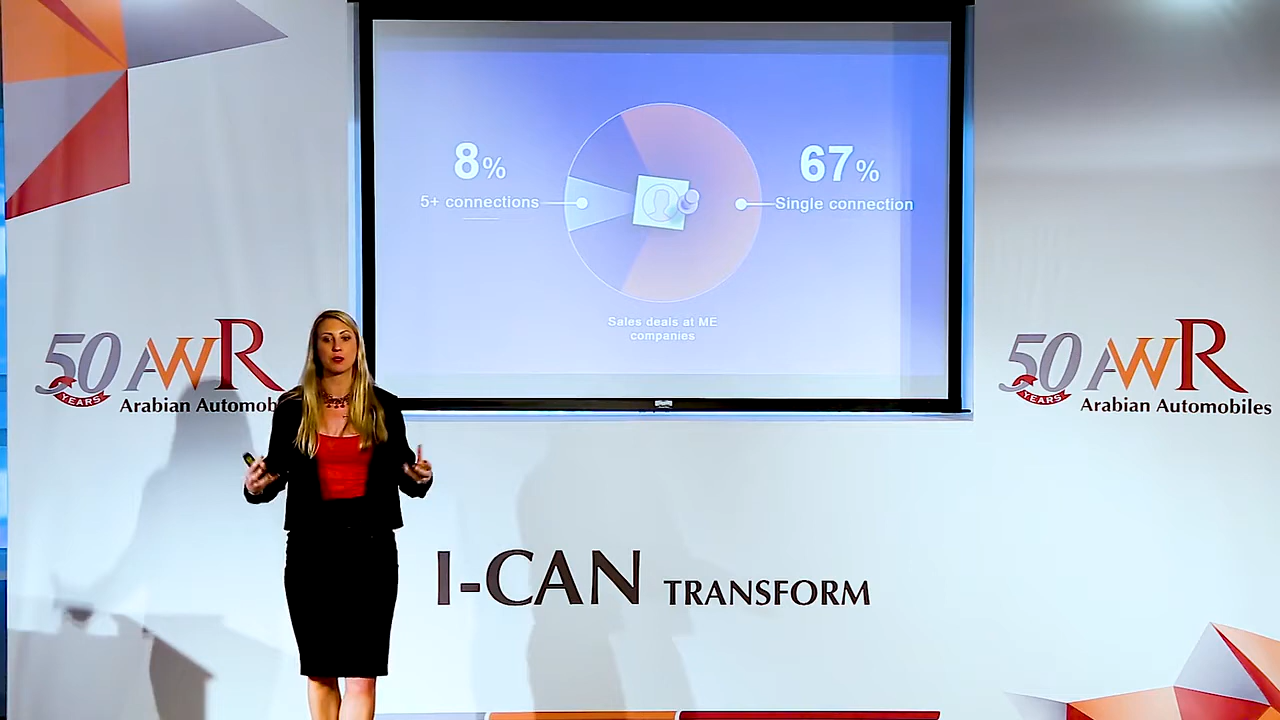 8%
5+ connections
67%
Single connection
Sales deals at ME
companies
50 AWR
YEARS
Arabian Automob
50 AWR
YEARS
Arabian Automobiles
I-CAN TRANSFORM